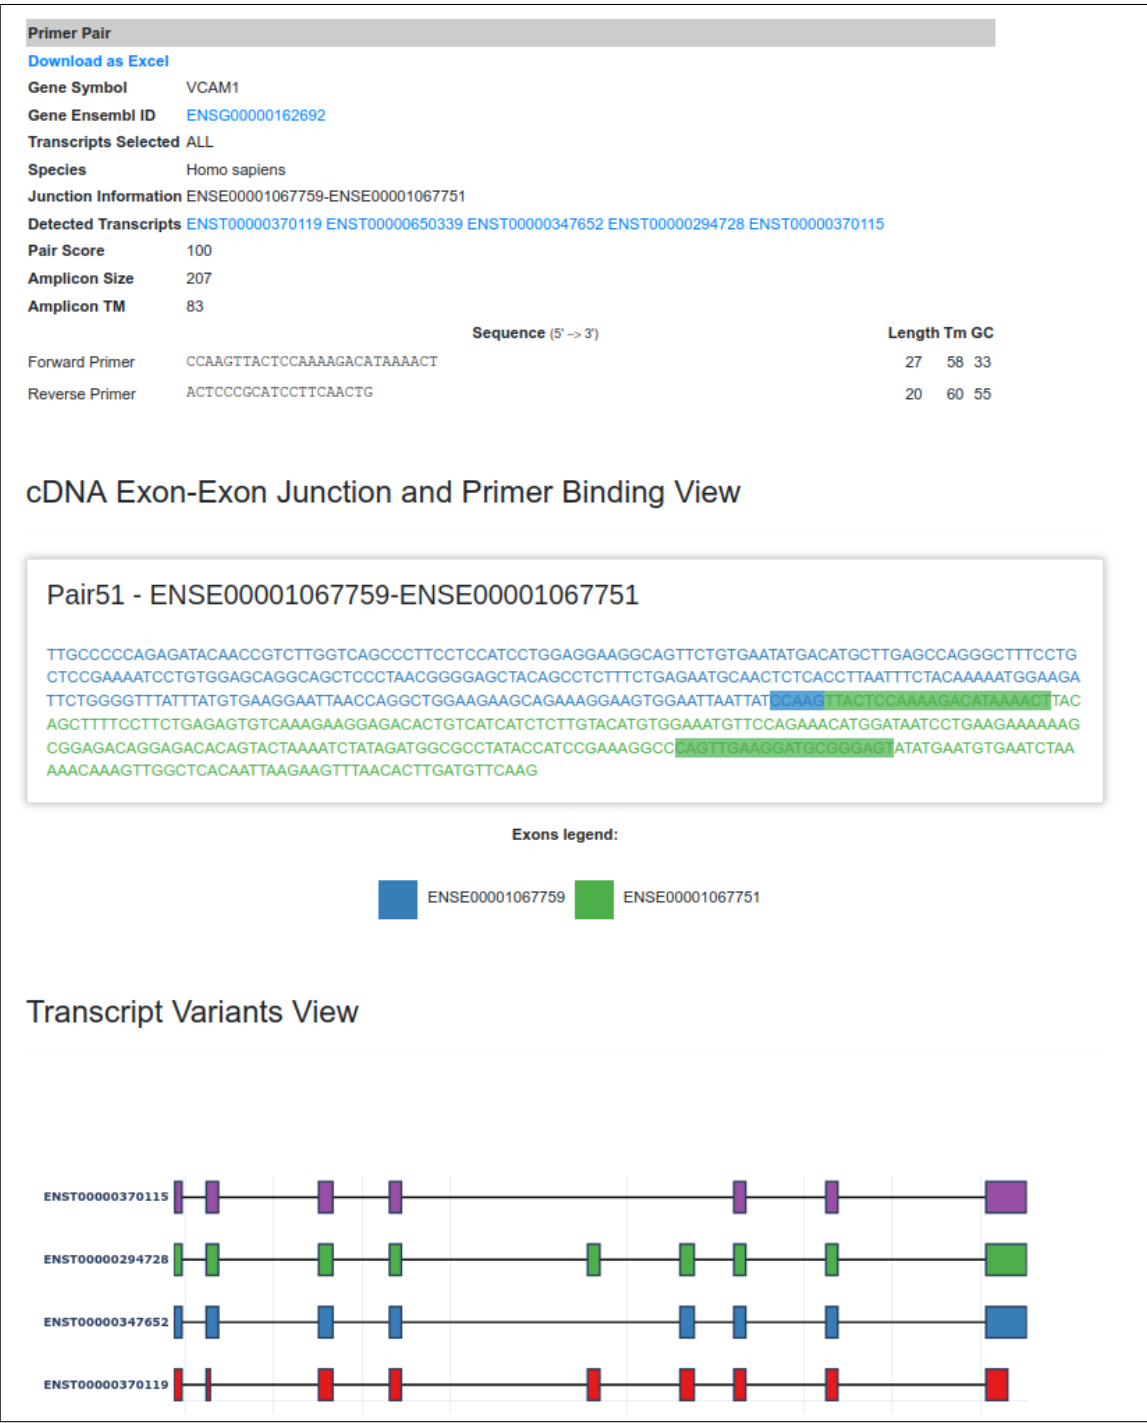 Primer Pair
Download as Excel
Gene Symbol VCAM1
Gene Ensembl ID ENSG00000162692
Transcripts Selected ALL
Species Homo sapiens
Junction Information ENSE00001067759-ENSE00001067751
Detected Transcripts ENST00000370119 ENST00000650339 ENST00000347652 ENST00000294728 ENST00000370115
Pair Score 100
Amplicon Size 207
Amplicon TM 83
Sequence (5' --> 3') Length Tm GC
Forward Primer CCAAGTTACTCCAAAAGACATAAAACT 27 58 33
Reverse Primer ACTCCCGCATCCTTCAACTG 20 60 55
cDNA Exon-Exon Junction and Primer Binding View
Pair51 - ENSE00001067759-ENSE00001067751
TTGCCCCCAGAGATACAACCGTCTTGGTCAGCCCTTCCTCCATCCTGGAGGAAGGCAGTTCTGTGAATATGACATGCTTGAGCCAGGGCTTTCCTG
CTCCGAAAATCCTGTGGAGCAGGCAGCTCCCTAACGGGGAGCTACAGCCTCTTTCTGAGAATGCAACTCTCACCTTAATTTCTACAAAAATGGAAGA
TTCTGGGGTTTATTTATGTGAAGGAATTAACCAGGCTGGAAGAAGCAGAAAGGAAGTGGAATTAATTATCCAAGTTACTCCAAAAGACATAAAACTTAC
AGCTTTTCCTTCTGAGAGTGTCAAAGAAGGAGACACTGTCATCATCTCTTGTACATGTGGAAATGTTCCAGAAACATGGATAATCCTGAAGAAAAAAG
CGGAGACAGGAGACACAGTACTAAAATCTATAGATGGCGCCTATACCATCCGAAAGGCCCAGTTGAAGGATGCGGGAGTATATGAATGTGAATCTAA
AAACAAAGTTGGCTCACAATTAAGAAGTTTAACACTTGATGTTCAAG
Exons legend:
ENSE00001067759 ENSE00001067751
Transcript Variants View
ENST00000370115
ENST00000294728
ENST00000347652
ENST00000370119